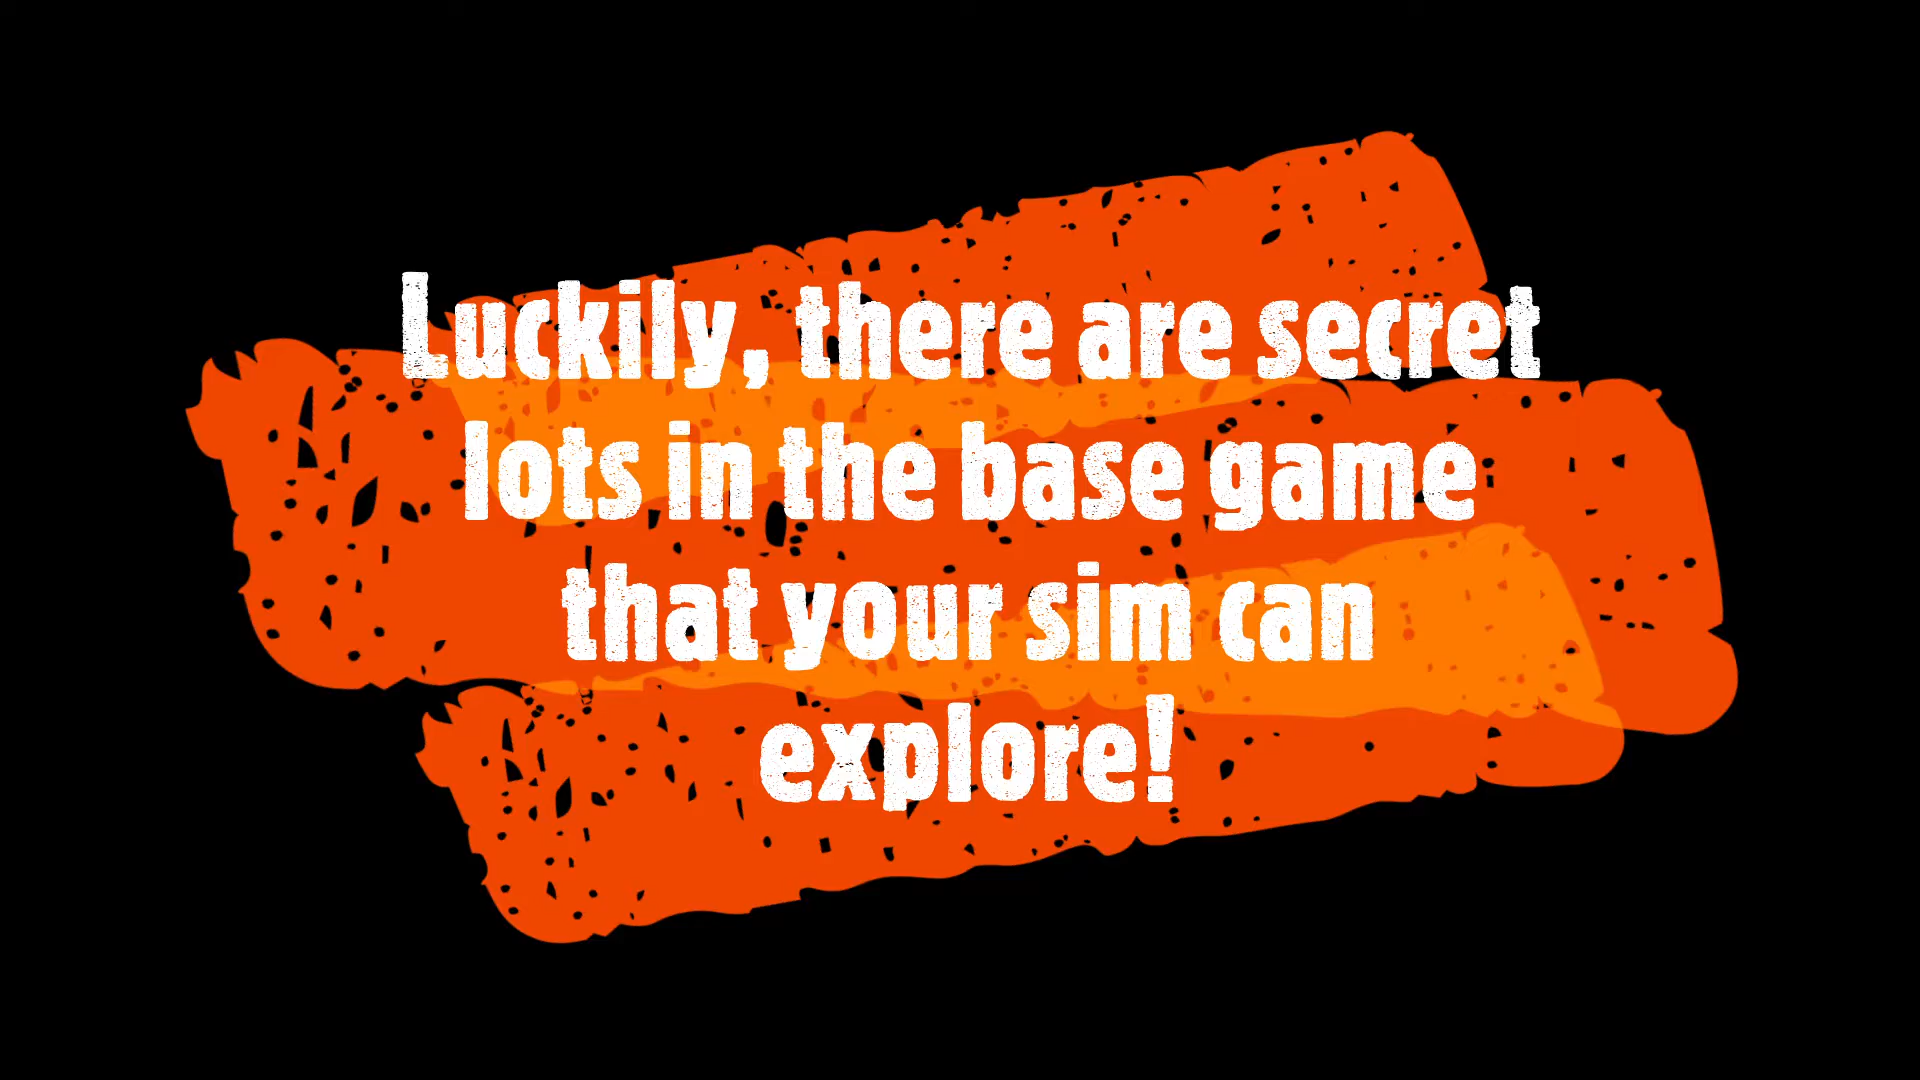 Luckily, there are secret
lots in the base game
that your sim can
explore!